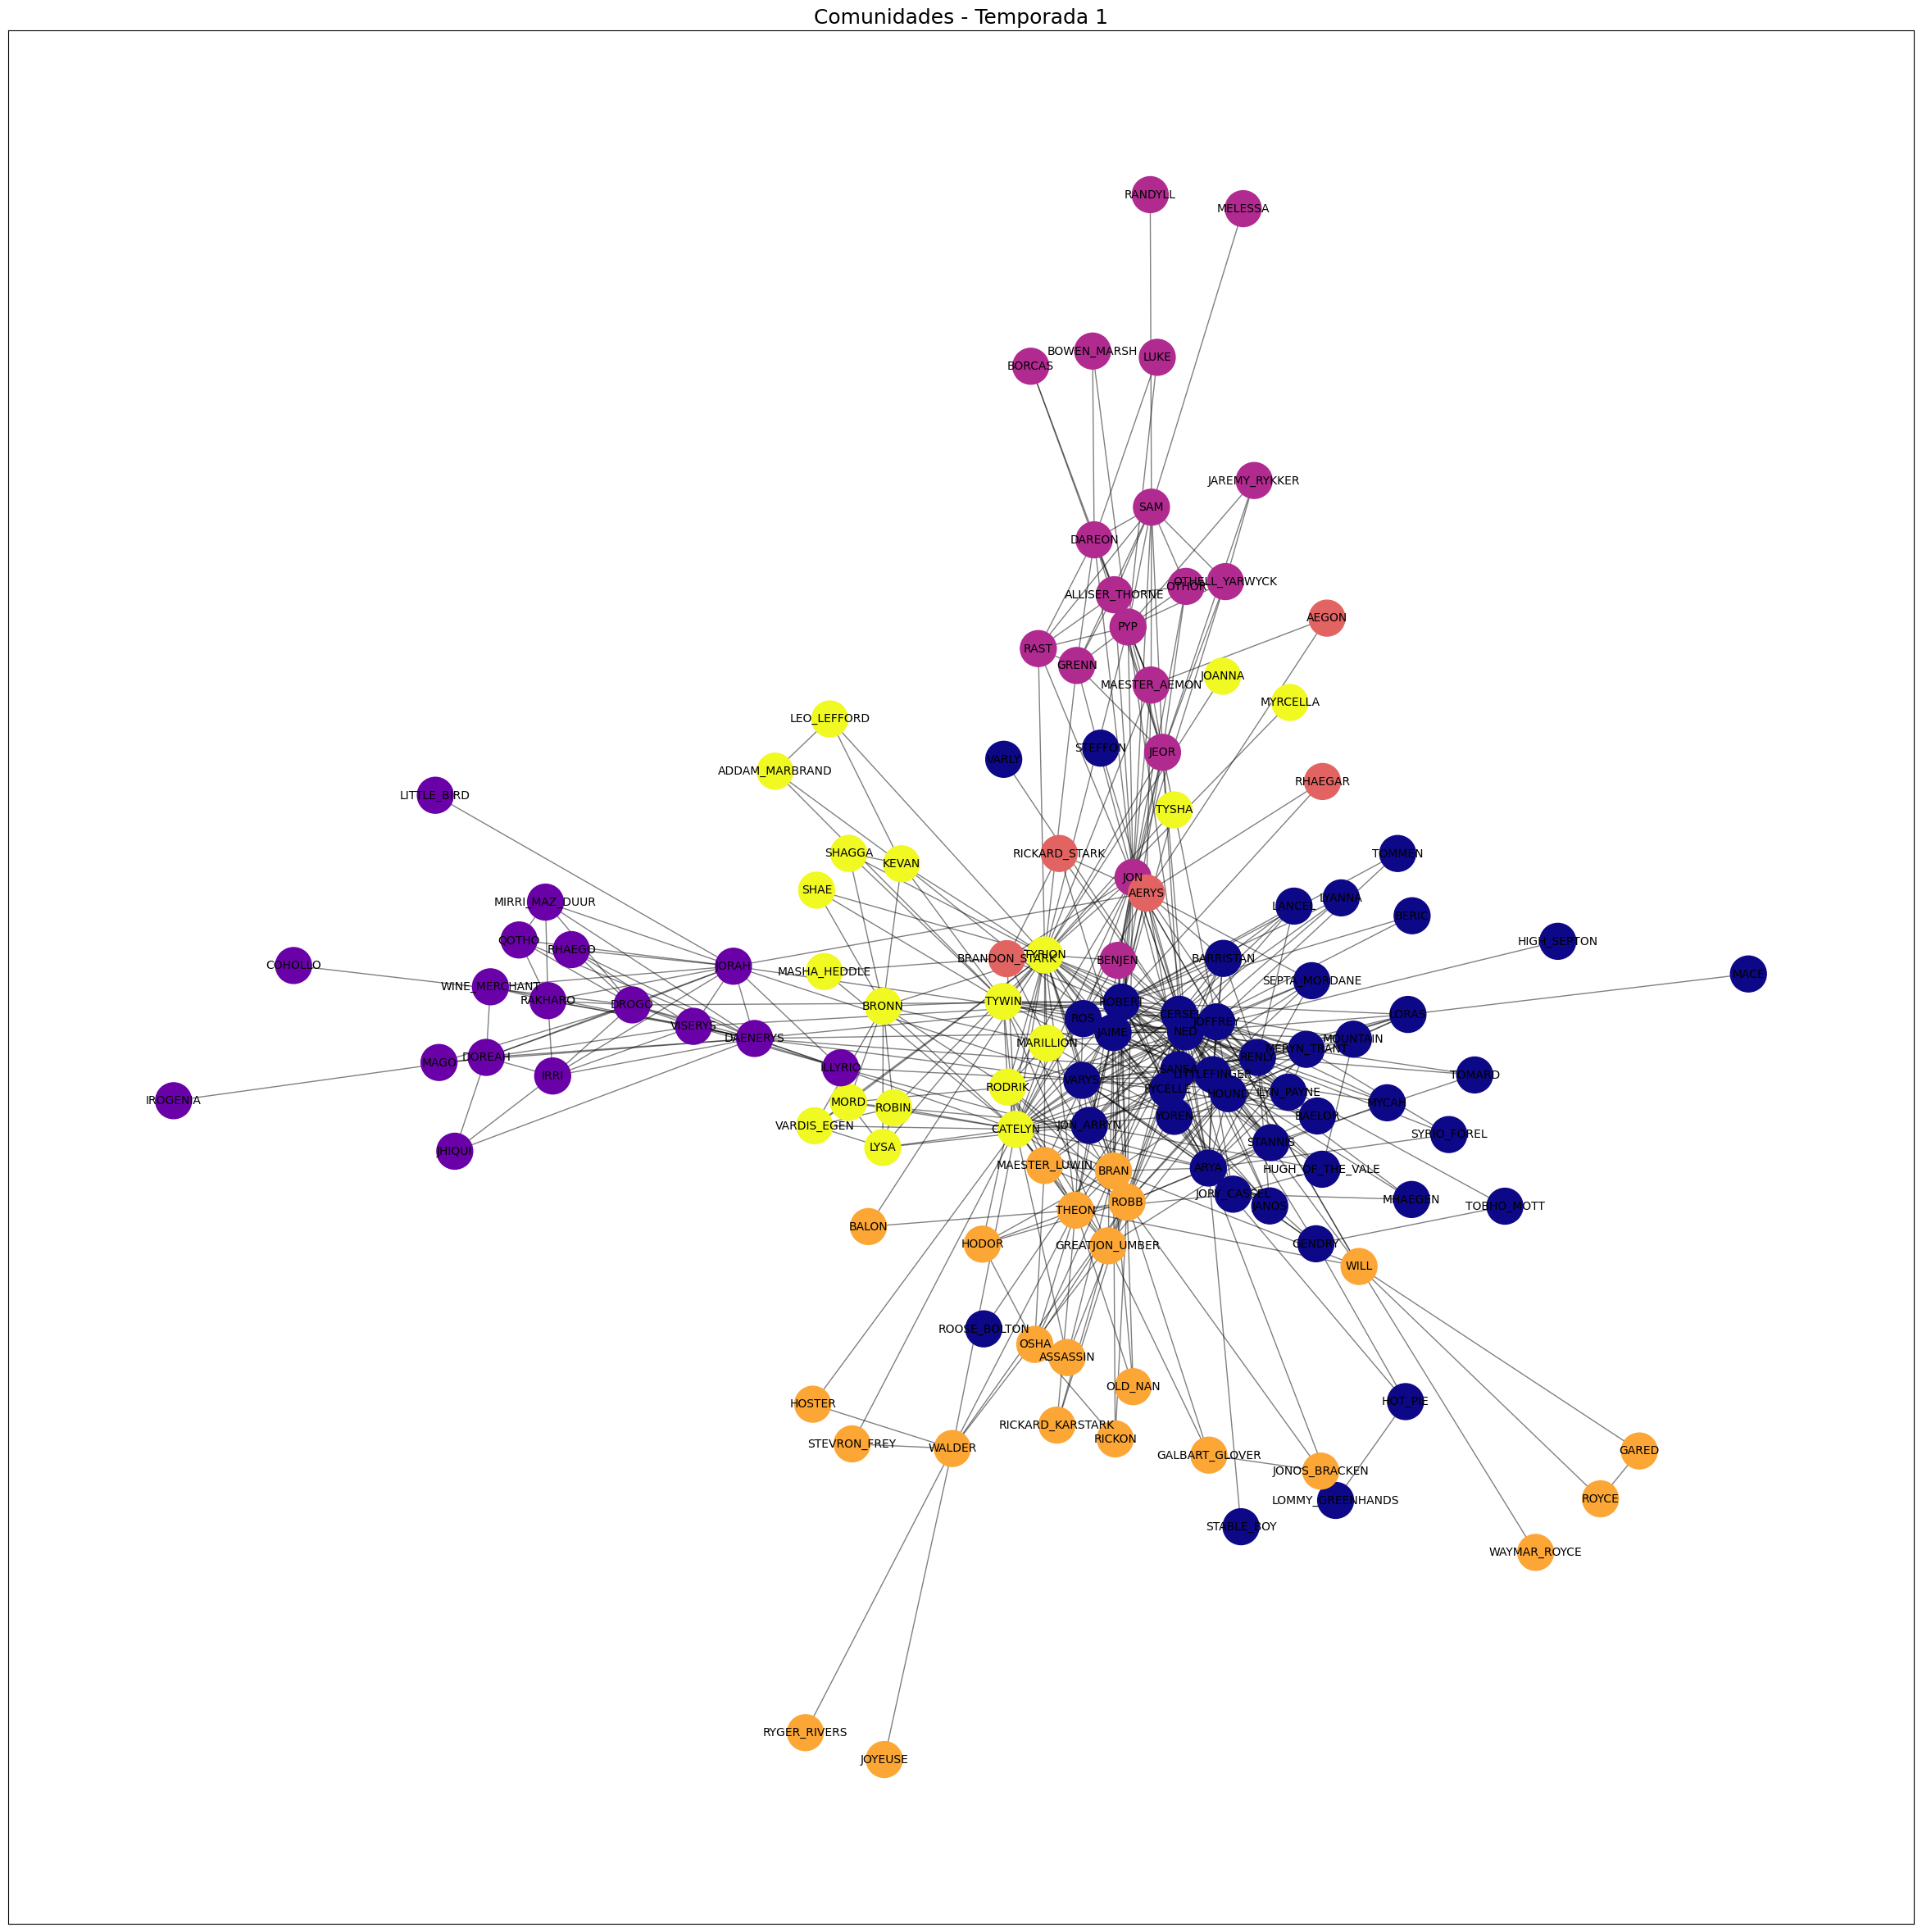 Comunidades - Temporada 1
RANDYLL
MELESSA
BOWEN_MARSH
LUKE
BORCAS
JAREMY_RYKKER
SAM
DAREON
OTHELL_YARWYCK
OTHOR
ALLISER_THORNE
AEGON
PYP
RAST
GRENN
JOANNA
MAESTER_AEMON
MYRCELLA
LEO_LEFFORD
STEFFON
JEOR
VARLY
ADDAM_MARBRAND
RHAEGAR
LITTLE_BIRD
TYSHA
SHAGGA
RICKARD_STARK
TOMMEN
KEVAN
JON
SHAE
AERYS
LYANNA
MIRRI_MAZ_DUUR
LANCEL
BERIC
QOTHO
HIGH_SEPTON
RHAEGO
TYRION
BRANDON_STARK
BENJEN
BARRISTAN
COHOLLO
JORAH
MASHA_HEDDLE
MACE
SEPTA_MORDANE
WINE_MERCHANT
RAKHARO
DROGO
BRONN
TYWIN
ROBERT
LORAS
ROS
CERSEI
JOFFREY
VISERYS
JAIME
NED
DAENERYS
MARILLION
MOUNTAIN
MERYN_TRANT
DOREAH
RENLY
MAGO
ILLYRIO
SANSA
LITTLEFINGER
TOMARD
IRRI
VARYS
RODRIK
PYCELLE
HOUND
ILYN_PAYNE
IROGENIA
MORD
ROBIN
MYCAH
YOREN
BAELOR
VARDIS_EGEN
JON_ARRYN
CATELYN
SYRIO_FOREL
STANNIS
LYSA
JHIQUI
MAESTER_LUWIN
BRAN
ARYA
HUGH_OF_THE_VALE
JORY_CASSEL
MHAEGEN
ROBB
JANOS
TOBHO_MOTT
THEON
BALON
HODOR
GREATJON_UMBER
GENDRY
WILL
ROOSE_BOLTON
OSHA
ASSASSIN
OLD_NAN
HOT_PIE
HOSTER
RICKARD_KARSTARK
RICKON
STEVRON_FREY
WALDER
GALBART_GLOVER
GARED
JONOS_BRACKEN
ROYCE
LOMMY_GREENHANDS
STABLE_BOY
WAYMAR_ROYCE
RYGER_RIVERS
JOYEUSE